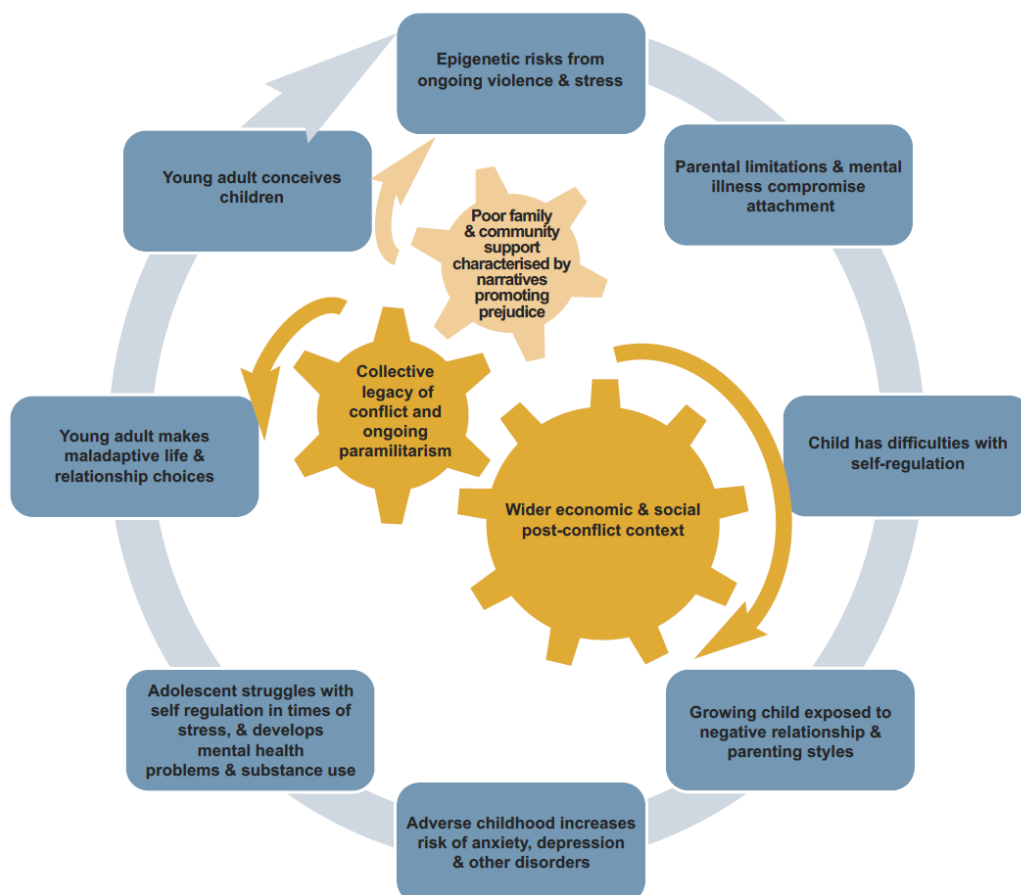 Epigenetic risks from
ongoing violence & stress
Parental limitations & mental
illness compromise
attachment
Child has difficulties with
self-regulation
Growing child exposed to
negative relationship &
parenting styles
Adverse childhood increases
risk of anxiety, depression
& other disorders
Adolescent struggles with
self regulation in times of
stress, & develops
mental health
problems & substance use
Young adult makes
maladaptive life &
relationship choices
Young adult conceives
children
Poor family
& community
support
characterised by
narratives
promoting
prejudice
Collective
legacy of
conflict and
ongoing
paramilitarism
Wider economic & social
post-conflict context